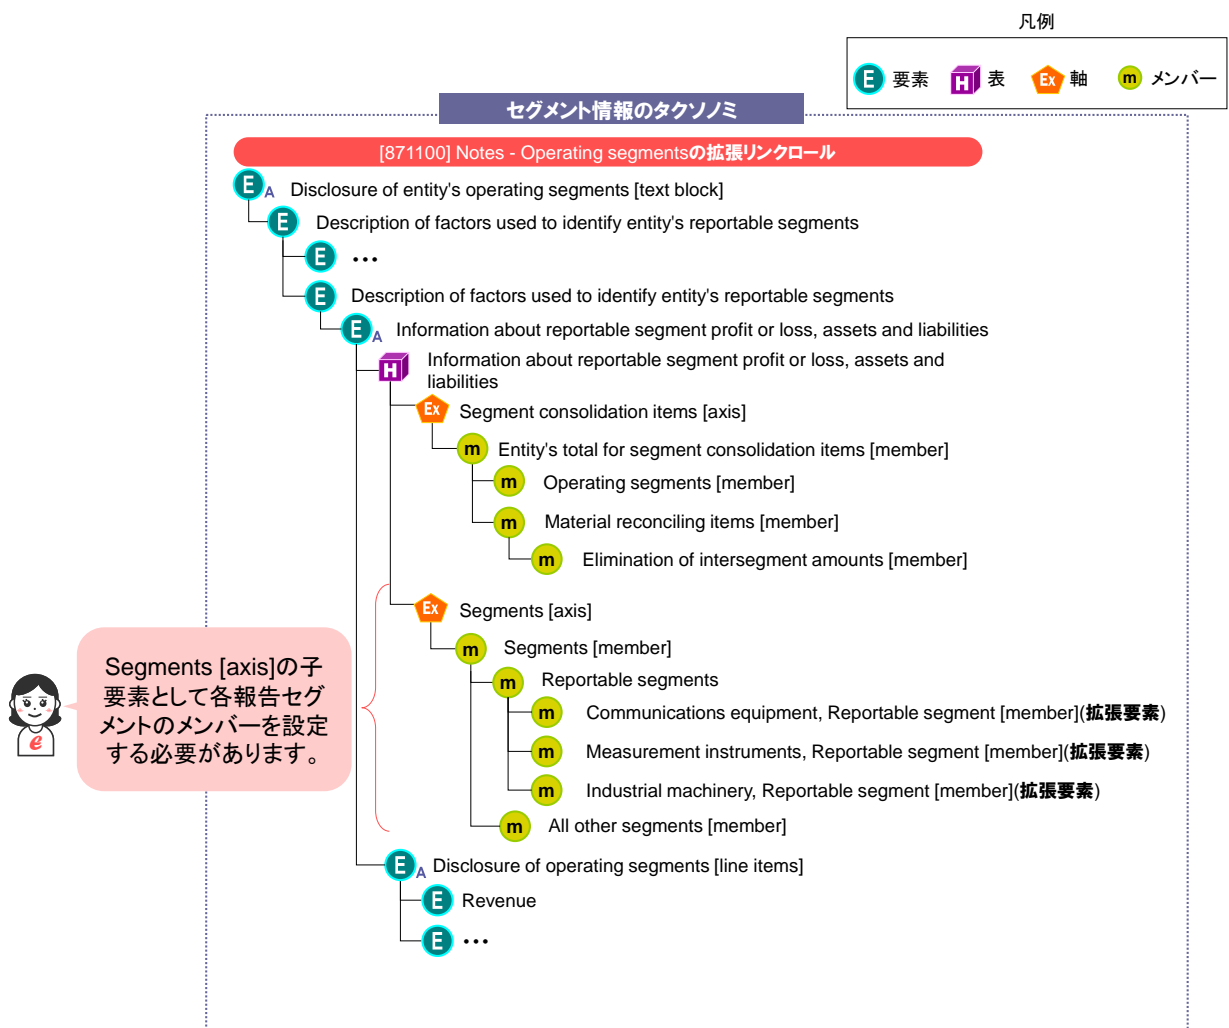 凡例
E 要素 H 表 Ex 軸 m メンバー
セグメント情報のタクソノミ
[871100] Notes - Operating segmentsの拡張リンクロール
E A Disclosure of entity's operating segments [text block]
E Description of factors used to identify entity's reportable segments
E …
E Description of factors used to identify entity's reportable segments
E A Information about reportable segment profit or loss, assets and liabilities
H Information about reportable segment profit or loss, assets and
liabilities
Ex Segment consolidation items [axis]
m Entity's total for segment consolidation items [member]
m Operating segments [member]
m Material reconciling items [member]
m Elimination of intersegment amounts [member]
Ex Segments [axis]
m Segments [member]
m Reportable segments
m Communications equipment, Reportable segment [member](拡張要素)
m Measurement instruments, Reportable segment [member](拡張要素)
m Industrial machinery, Reportable segment [member](拡張要素)
m All other segments [member]
Segments [axis]の子
要素として各報告セグ
メントのメンバーを設定
する必要があります。
e
E A Disclosure of operating segments [line items]
E Revenue
E …